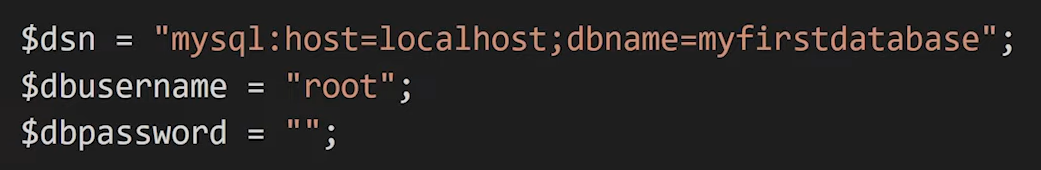 $dsn = "mysql:host=localhost;dbname=myfirstdatabase";
$dbusername = "root";
$dbpassword = "";